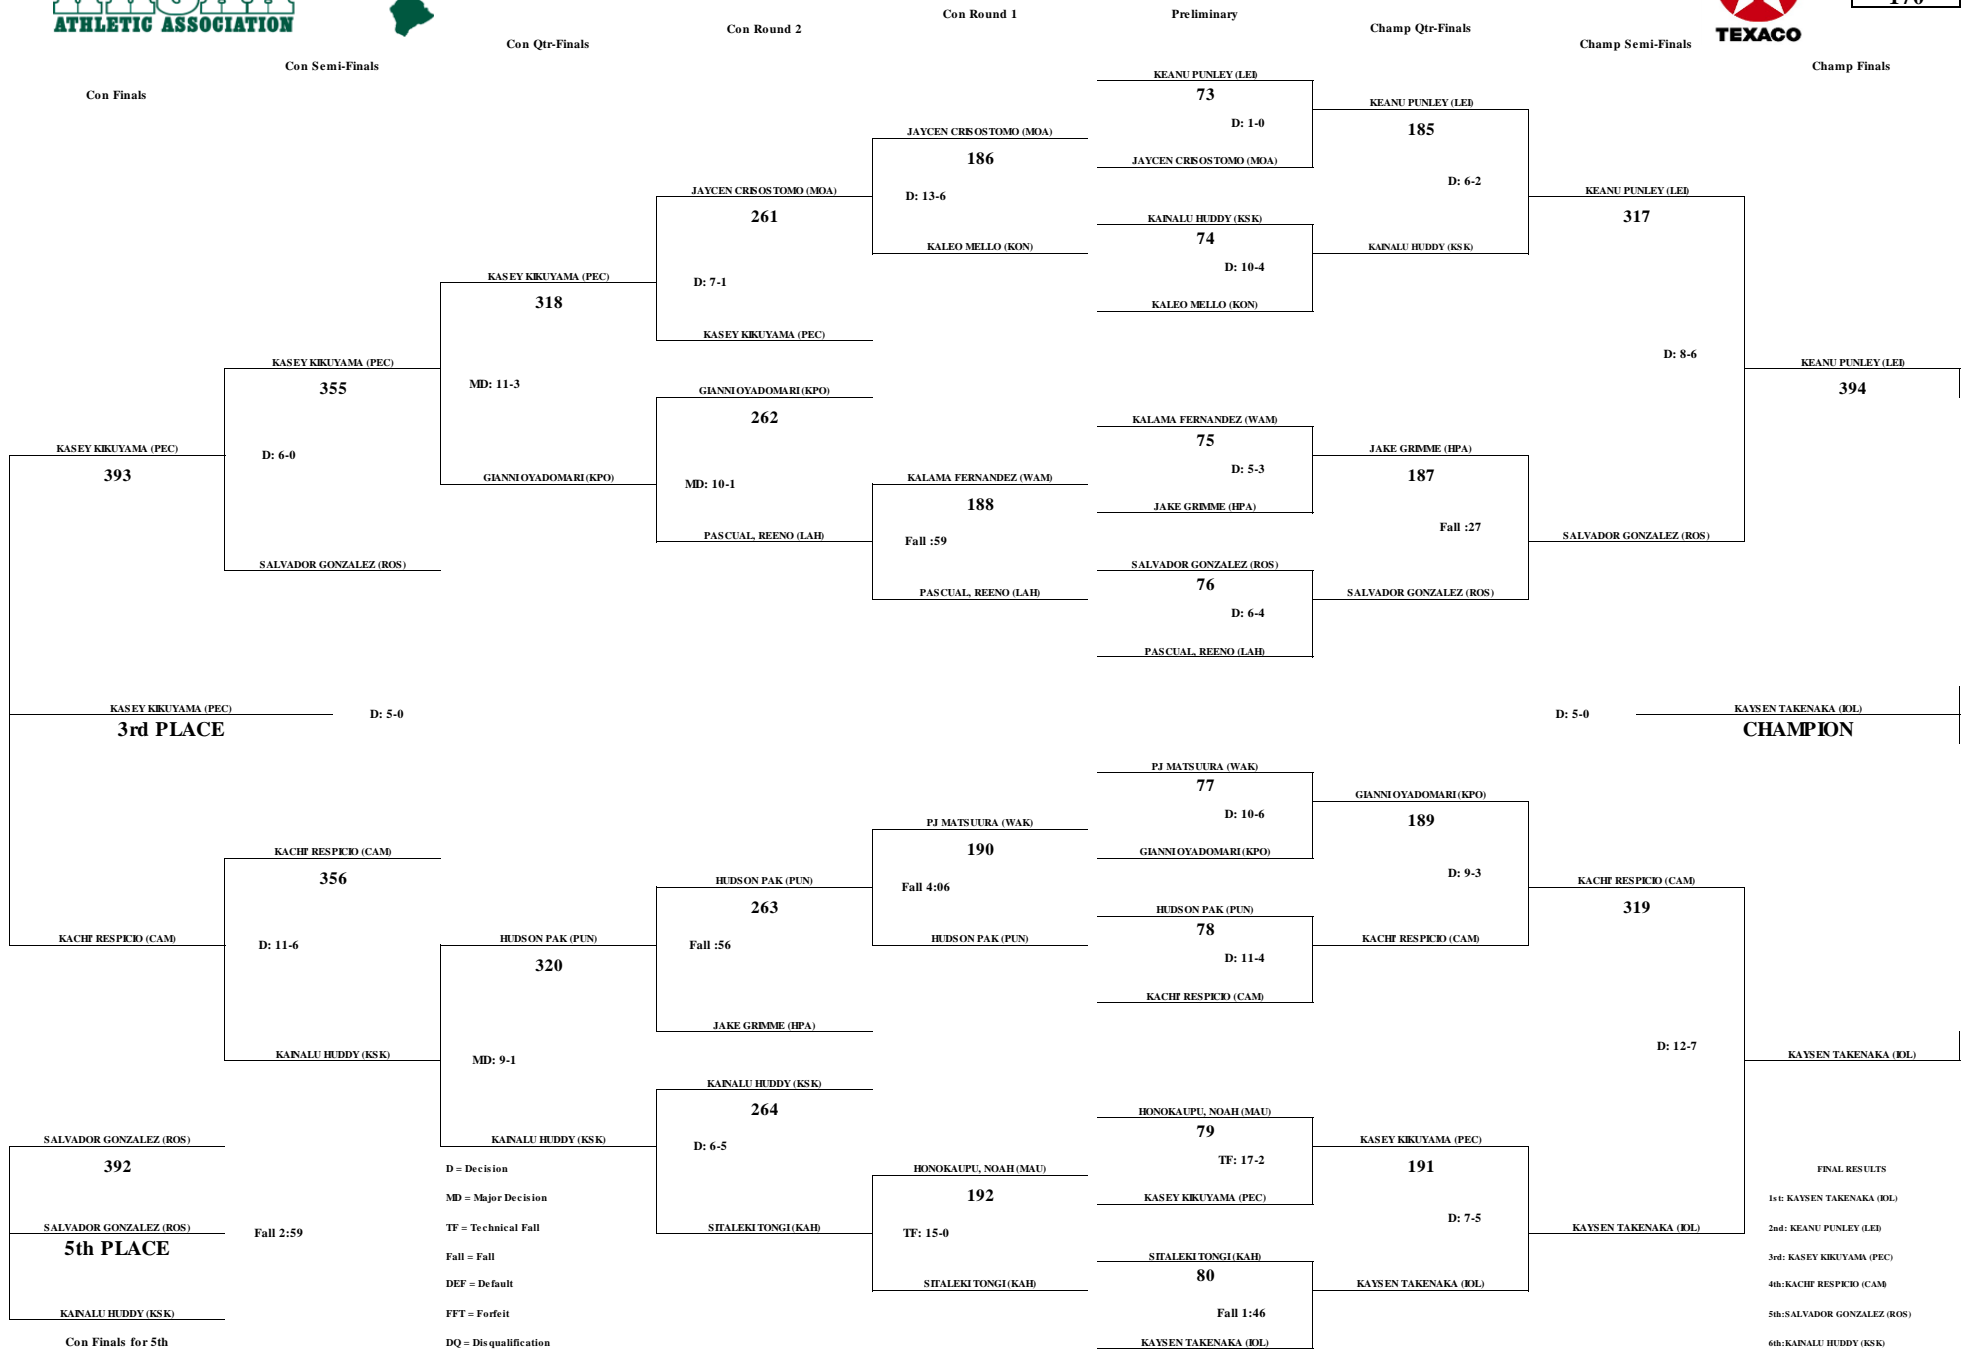 ATHLETIC ASSOCIATION
TEXACO
Con Finals
Con Semi-Finals
Con Qtr-Finals
Con Round 2
Con Round 1
Preliminary
Champ Qtr-Finals
Champ Semi-Finals
Champ Finals
KEANU PUNLEY (LEI)
73
D: 1-0
JAYCEN CRISOSTOMO (MOA)
KAINALU HUDDY (KSK)
74
D: 10-4
KALEO MELLO (KON)
KALAMA FERNANDEZ (WAM)
75
D: 5-3
JAKE GRIMME (HPA)
SALVADOR GONZALEZ (ROS)
76
D: 6-4
PASCUAL, REENO (LAH)
PJ MATSUURA (WAK)
77
D: 10-6
GIANNI OYADOMARI (KPO)
HUDSON PAK (PUN)
78
D: 11-4
KACHI' RESPICIO (CAM)
HONOKAUPU, NOAH (MAU)
79
TF: 17-2
KASEY KIKUYAMA (PEC)
SITALEKI TONGI (KAH)
80
Fall 1:46
KAYSEN TAKENAKA (IOL)
KEANU PUNLEY (LEI)
185
D: 6-2
KAINALU HUDDY (KSK)
JAKE GRIMME (HPA)
187
Fall :27
SALVADOR GONZALEZ (ROS)
GIANNI OYADOMARI (KPO)
189
D: 9-3
KACHI' RESPICIO (CAM)
KASEY KIKUYAMA (PEC)
191
D: 7-5
KAYSEN TAKENAKA (IOL)
KEANU PUNLEY (LEI)
317
D: 8-6
SALVADOR GONZALEZ (ROS)
KACHI' RESPICIO (CAM)
319
D: 12-7
KAYSEN TAKENAKA (IOL)
KEANU PUNLEY (LEI)
394
D: 5-0
KAYSEN TAKENAKA (IOL)
CHAMPION
KAYSEN TAKENAKA (IOL)
JAYCEN CRISOSTOMO (MOA)
186
D: 13-6
KALEO MELLO (KON)
KALAMA FERNANDEZ (WAM)
188
Fall :59
PASCUAL, REENO (LAH)
PJ MATSUURA (WAK)
190
Fall 4:06
HUDSON PAK (PUN)
HONOKAUPU, NOAH (MAU)
192
TF: 15-0
SITALEKI TONGI (KAH)
JAYCEN CRISOSTOMO (MOA)
261
D: 7-1
KASEY KIKUYAMA (PEC)
GIANNI OYADOMARI (KPO)
262
MD: 10-1
PASCUAL, REENO (LAH)
HUDSON PAK (PUN)
263
Fall :56
JAKE GRIMME (HPA)
KAINALU HUDDY (KSK)
264
D: 6-5
SITALEKI TONGI (KAH)
KASEY KIKUYAMA (PEC)
318
MD: 11-3
GIANNI OYADOMARI (KPO)
HUDSON PAK (PUN)
320
MD: 9-1
KAINALU HUDDY (KSK)
KASEY KIKUYAMA (PEC)
355
D: 6-0
SALVADOR GONZALEZ (ROS)
KACHI' RESPICIO (CAM)
356
D: 11-6
KAINALU HUDDY (KSK)
KASEY KIKUYAMA (PEC)
393
KASEY KIKUYAMA (PEC)
3rd PLACE
D: 5-0
KACHI' RESPICIO (CAM)
SALVADOR GONZALEZ (ROS)
392
SALVADOR GONZALEZ (ROS)
5th PLACE
Fall 2:59
KAINALU HUDDY (KSK)
Con Finals for 5th
D = Decision
MD = Major Decision
TF = Technical Fall
Fall = Fall
DEF = Default
FFT = Forfeit
DQ = Disqualification
FINAL RESULTS
1st: KAYSEN TAKENAKA (IOL)
2nd: KEANU PUNLEY (LEI)
3rd: KASEY KIKUYAMA (PEC)
4th:KACHI' RESPICIO (CAM)
5th:SALVADOR GONZALEZ (ROS)
6th:KAINALU HUDDY (KSK)